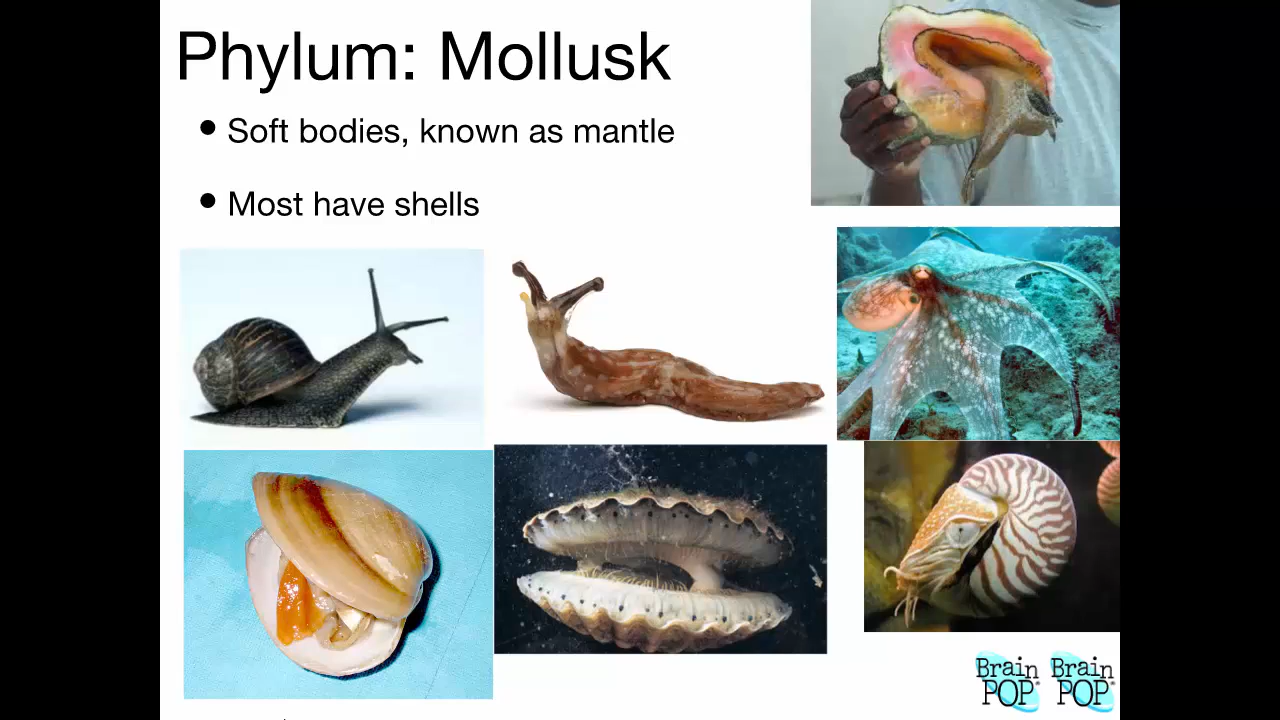 Phylum: Mollusk
• Soft bodies, known as mantle
• Most have shells
Brain POP
Brain POP